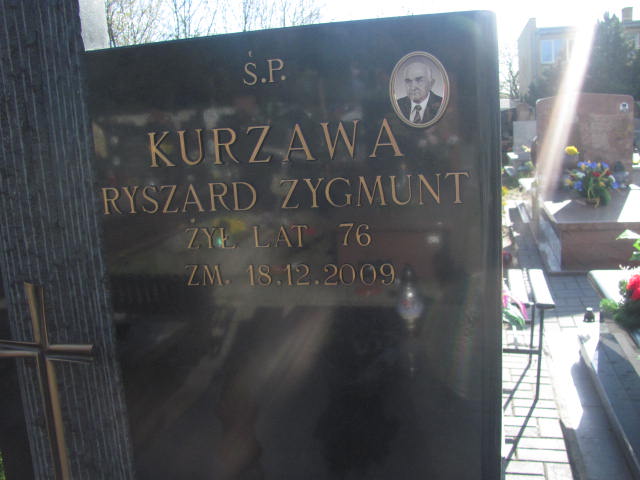 Ś.P.
KURZAWA
RYSZARD ZYGMUNT
ŻYŁ LAT 76
ZM. 18.12.2009